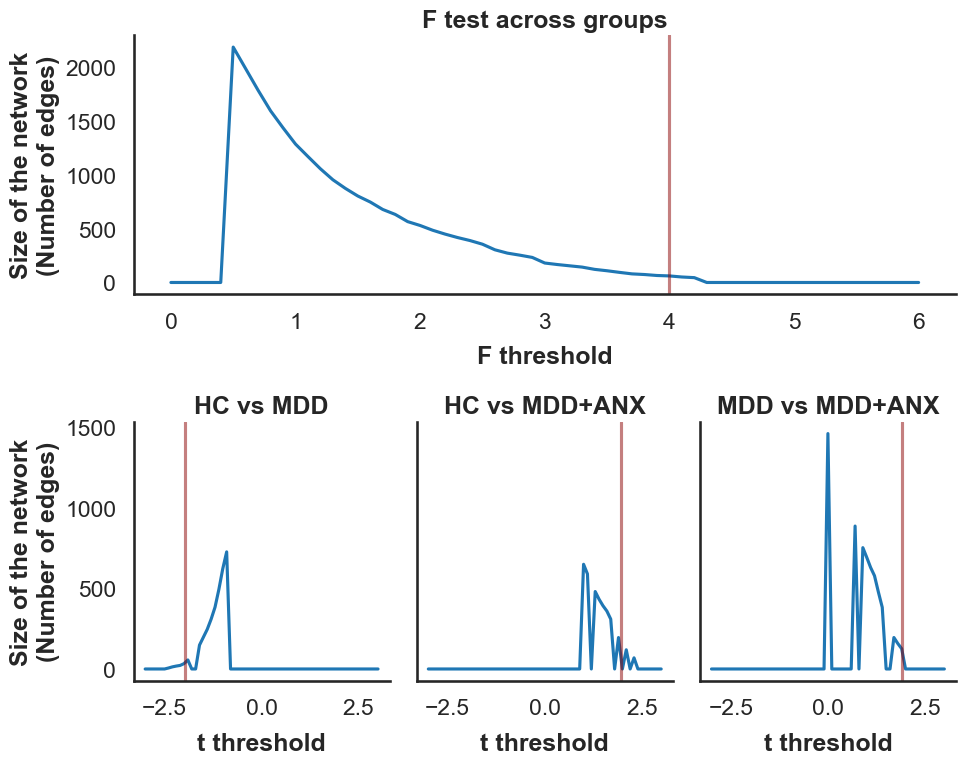 F test across groups
Size of the network
(Number of edges)
2000
1500
1000
500
0
0 1 2 3 4 5 6
F threshold
HC vs MDD
HC vs MDD+ANX
MDD vs MDD+ANX
Size of the network
(Number of edges)
1500
1000
500
0
−2.5 0.0 2.5
−2.5 0.0 2.5
−2.5 0.0 2.5
t threshold
t threshold
t threshold